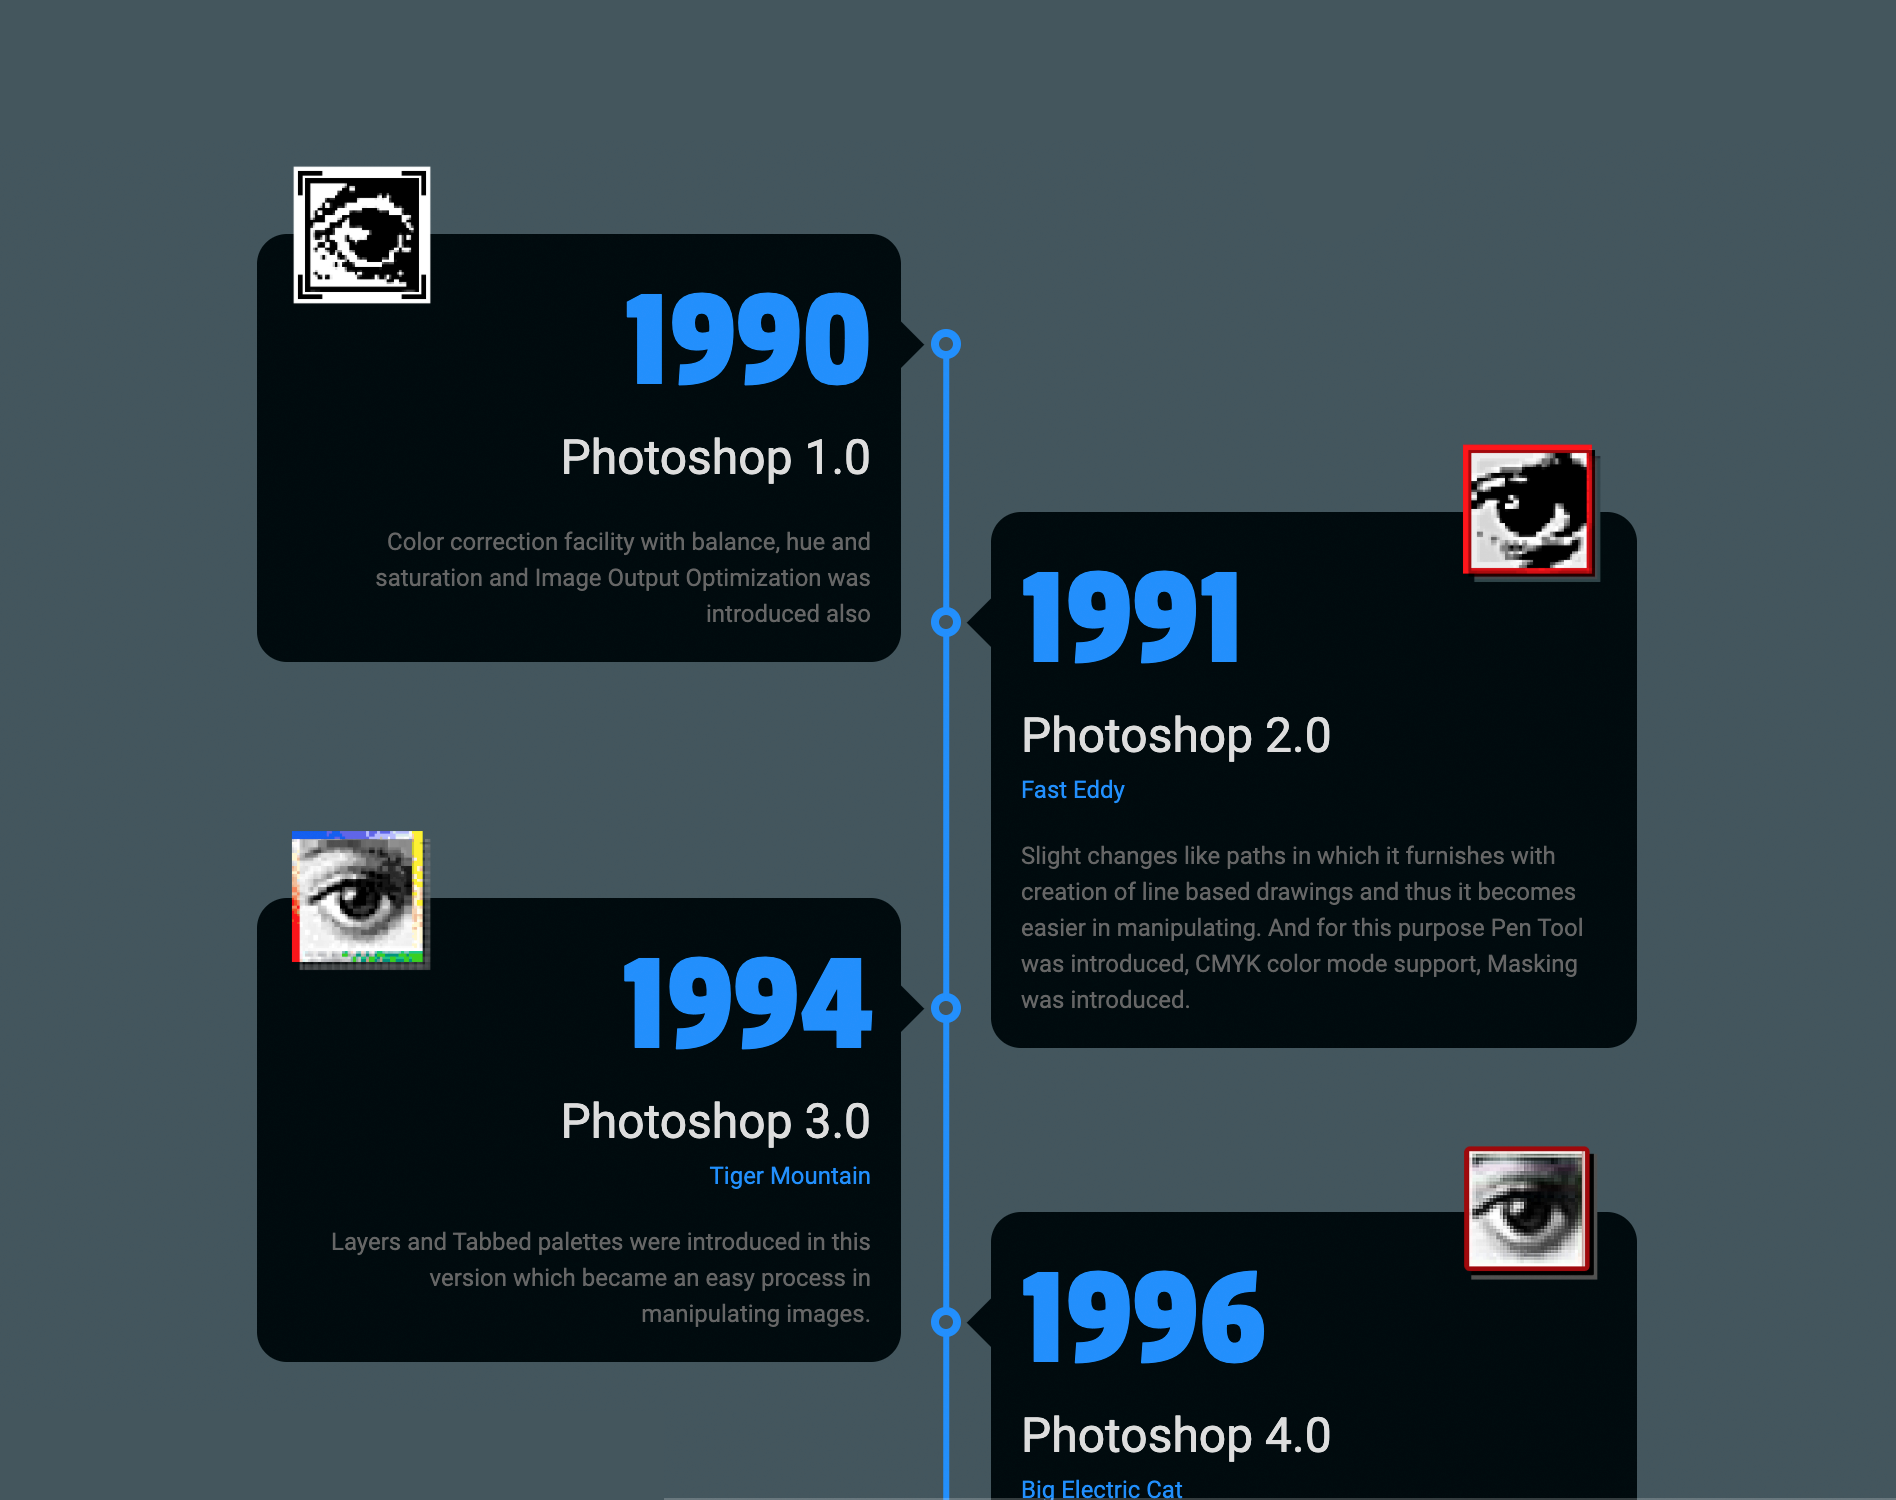 1990
Photoshop 1.0
Color correction facility with balance, hue and
saturation and Image Output Optimization was
introduced also
1991
Photoshop 2.0
Fast Eddy
Slight changes like paths in which it furnishes with
creation of line based drawings and thus it becomes
easier in manipulating. And for this purpose Pen Tool
was introduced, CMYK color mode support, Masking
was introduced.
1994
Photoshop 3.0
Tiger Mountain
Layers and Tabbed palettes were introduced in this
version which became an easy process in
manipulating images.
1996
Photoshop 4.0
Big Electric Cat